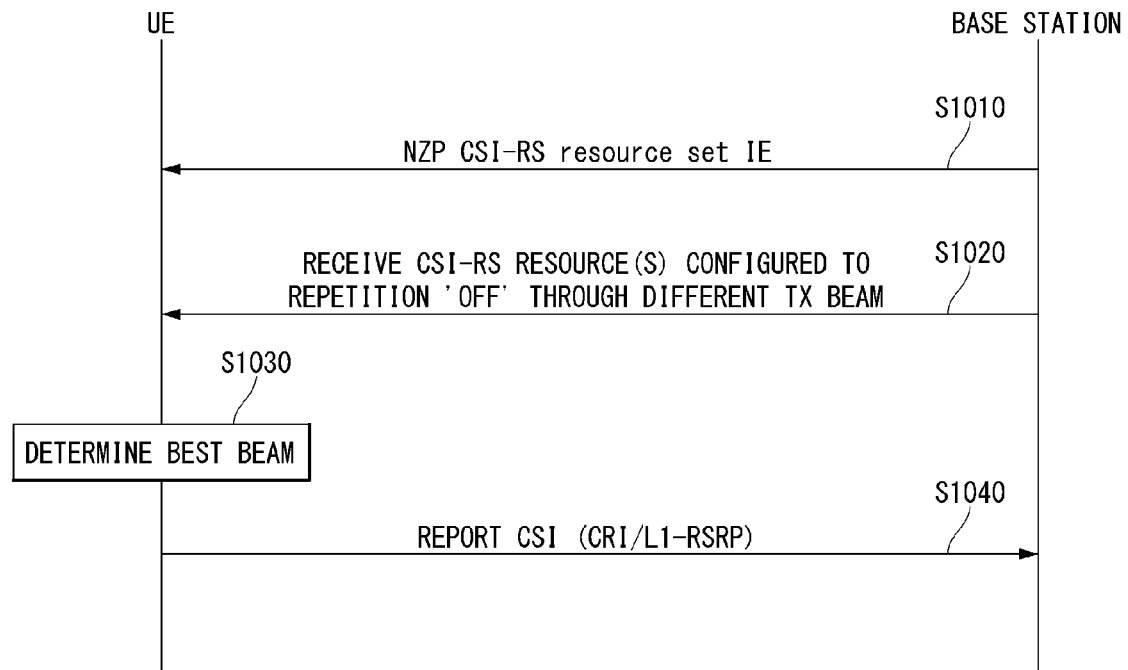 UE
BASE STATION
S1010
NZP CSI-RS resource set IE
S1020
RECEIVE CSI-RS RESOURCE(S) CONFIGURED TO
REPETITION 'OFF' THROUGH DIFFERENT TX BEAM
S1030
DETERMINE BEST BEAM
S1040
REPORT CSI (CRI/L1-RSRP)